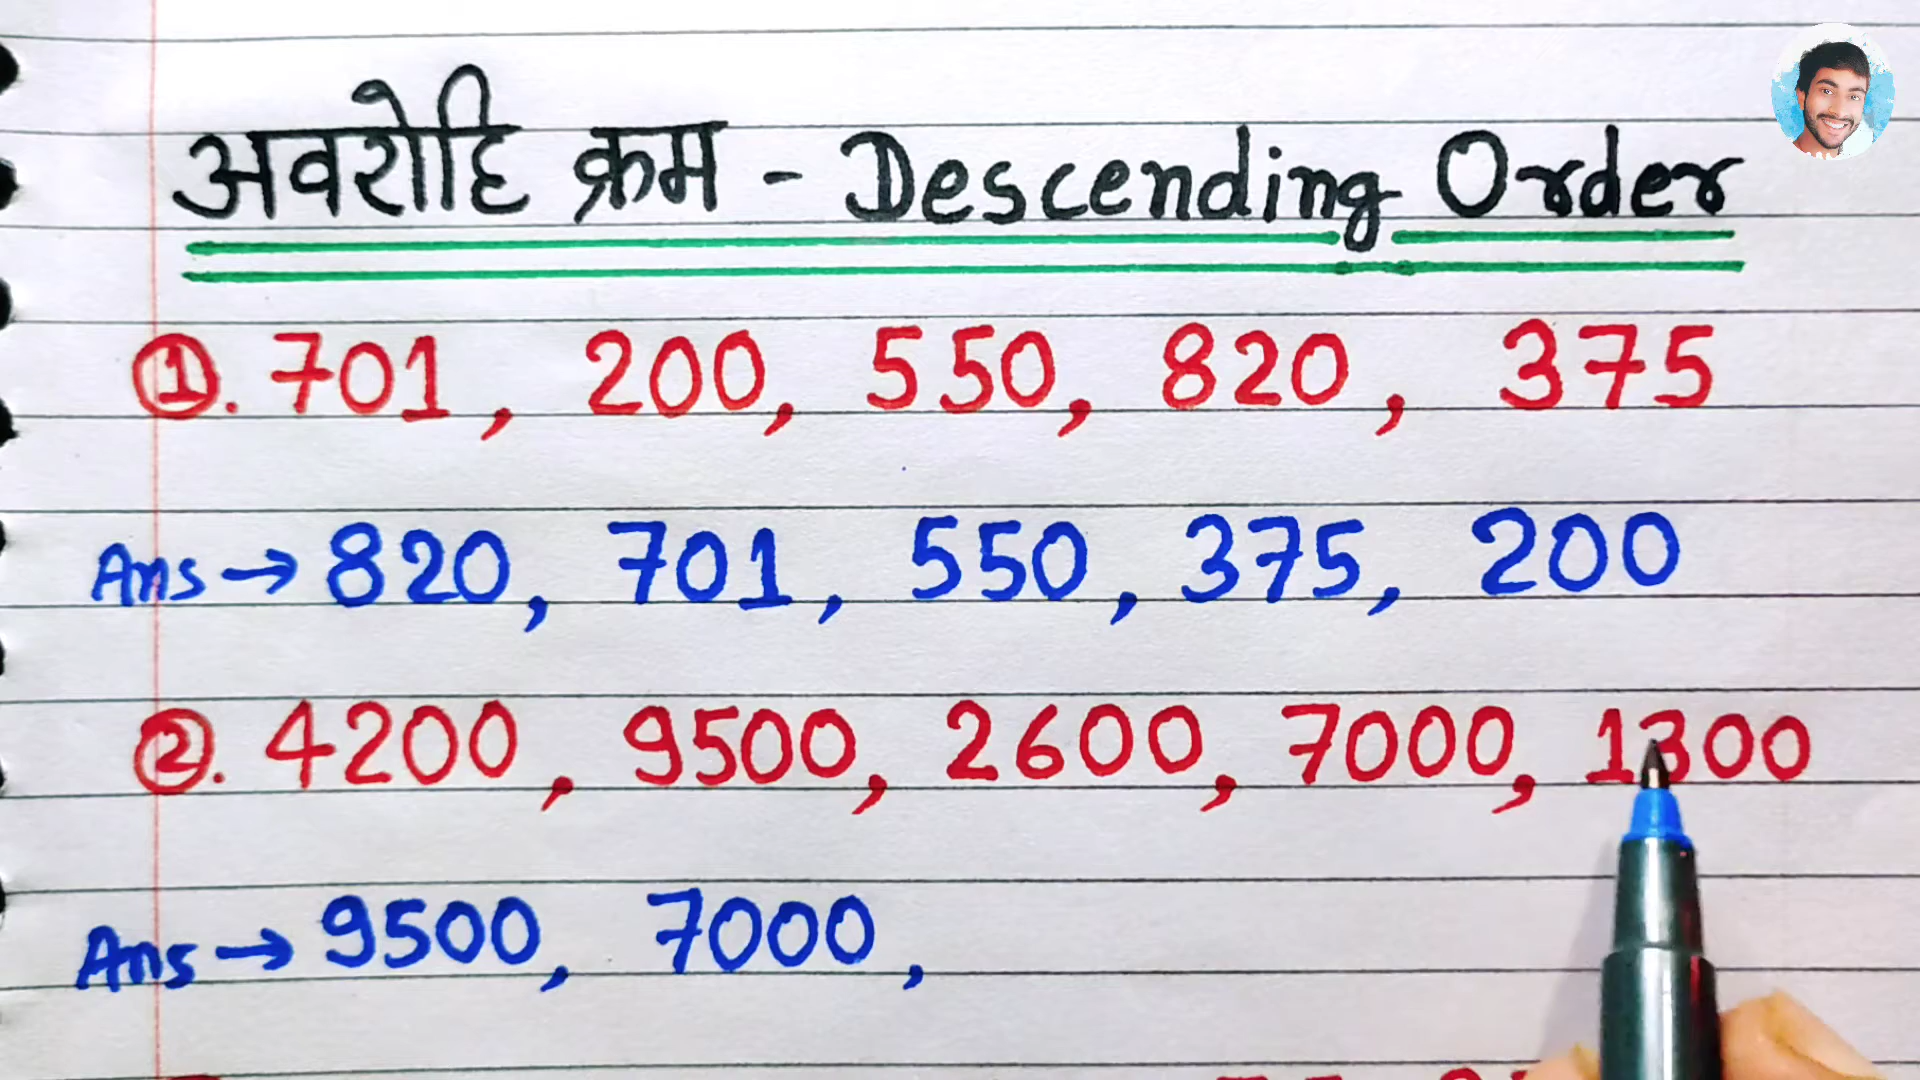 अवरोहि क्रम - Descending Order
①. 701, 200, 550, 820, 375
Ans → 820, 701, 550, 375, 200
②. 4200, 9500, 2600, 7000, 1300
Ans → 9500, 7000,